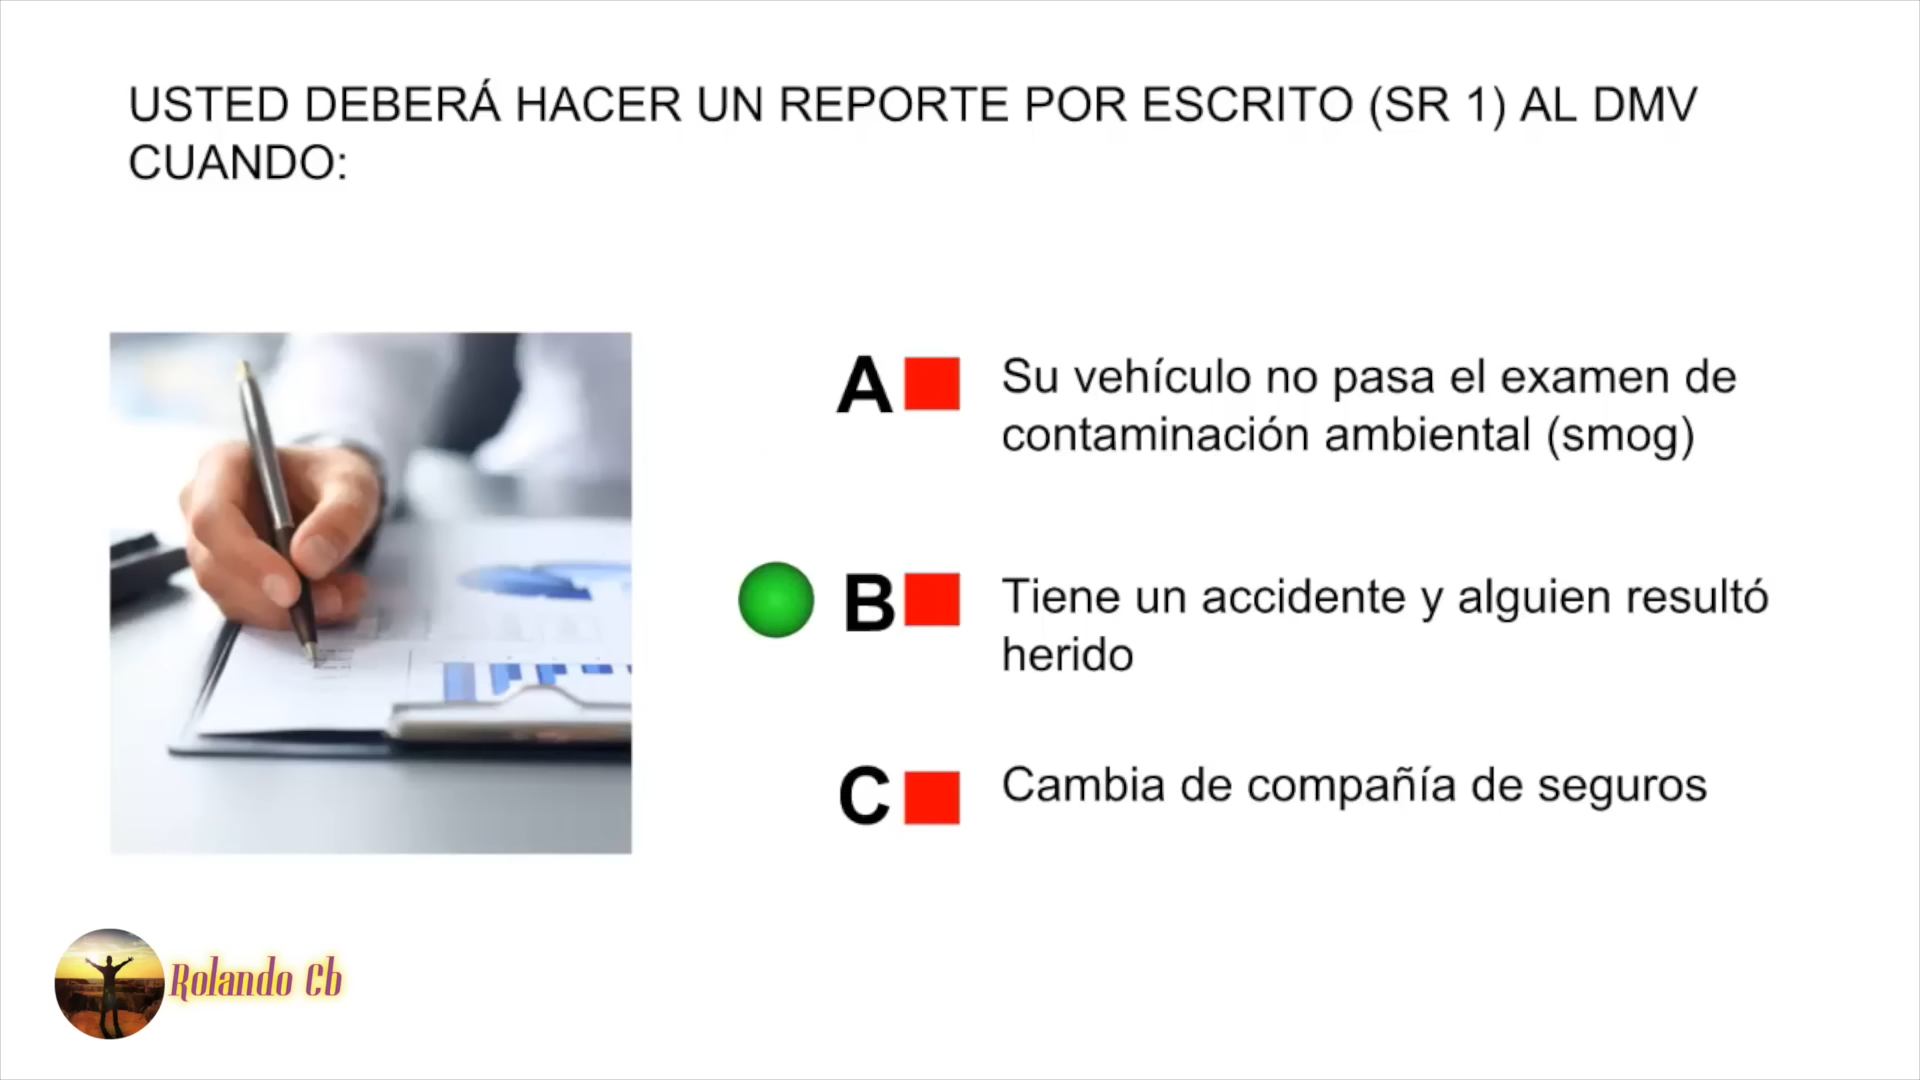 USTED DEBERÁ HACER UN REPORTE POR ESCRITO (SR 1) AL DMV
CUANDO:
A Su vehículo no pasa el examen de
contaminación ambiental (smog)
B Tiene un accidente y alguien resultó
herido
C Cambia de compañía de seguros
Rolando Cb